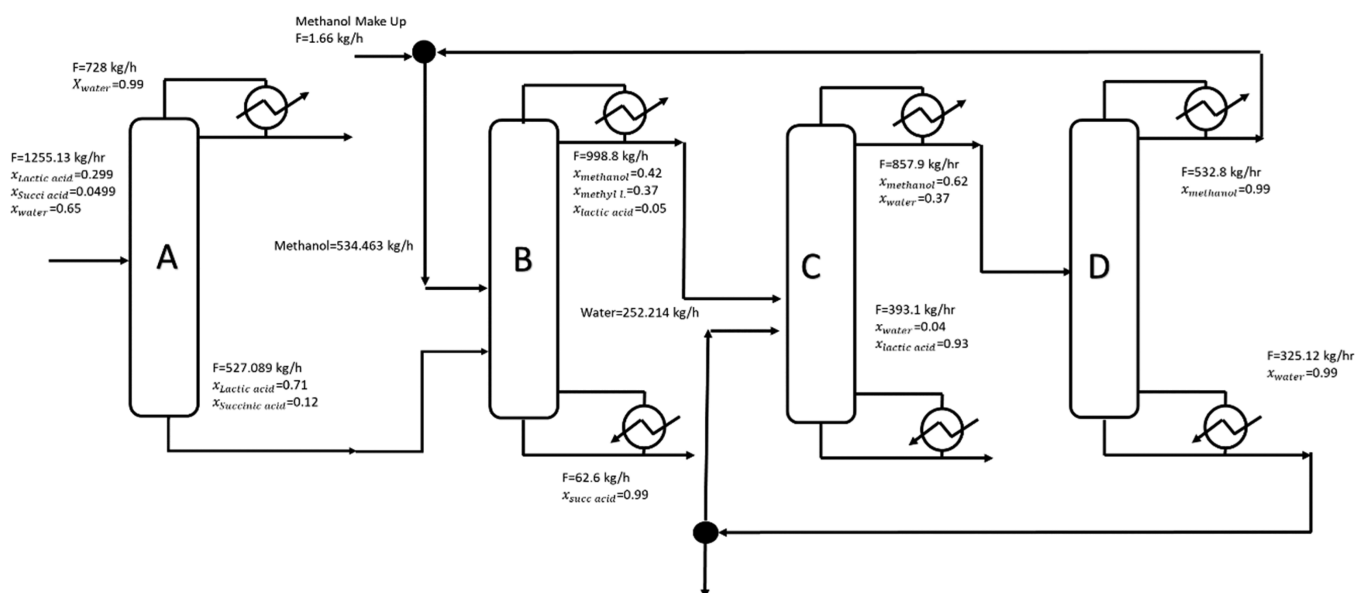 Methanol Make Up
F=1.66 kg/h
F=728 kg/h
X_water=0.99
F=1255.13 kg/hr
x_Lactic acid=0.299
x_Succi acid=0.0499
x_water=0.65
A
F=527.089 kg/h
x_Lactic acid=0.71
x_Succinic acid=0.12
Methanol=534.463 kg/h
B
F=998.8 kg/h
x_methanol=0.42
x_methyl l.=0.37
x_lactic acid=0.05
F=62.6 kg/h
x_succ acid=0.99
Water=252.214 kg/h
C
F=857.9 kg/hr
x_methanol=0.62
x_water=0.37
F=393.1 kg/hr
x_water=0.04
x_lactic acid=0.93
D
F=532.8 kg/h
x_methanol=0.99
F=325.12 kg/hr
x_water=0.99